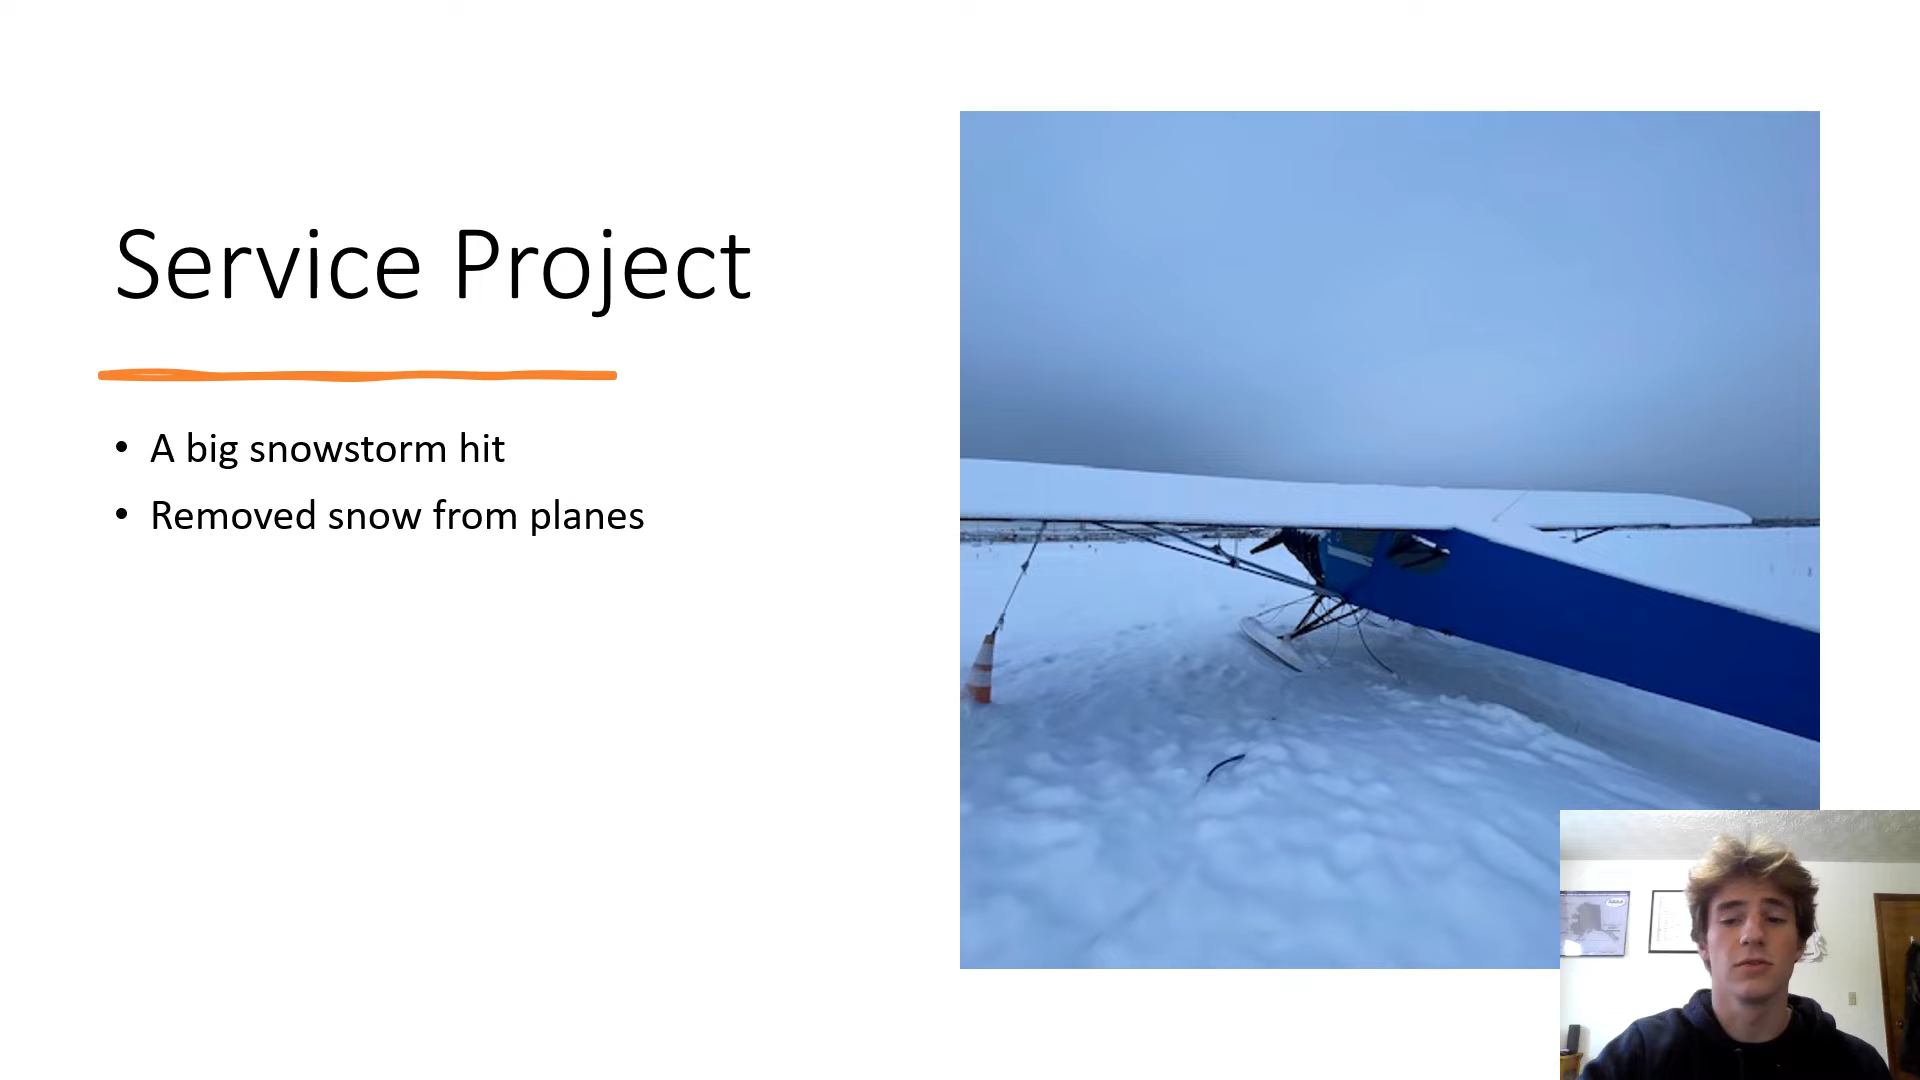 Service Project
• A big snowstorm hit
• Removed snow from planes